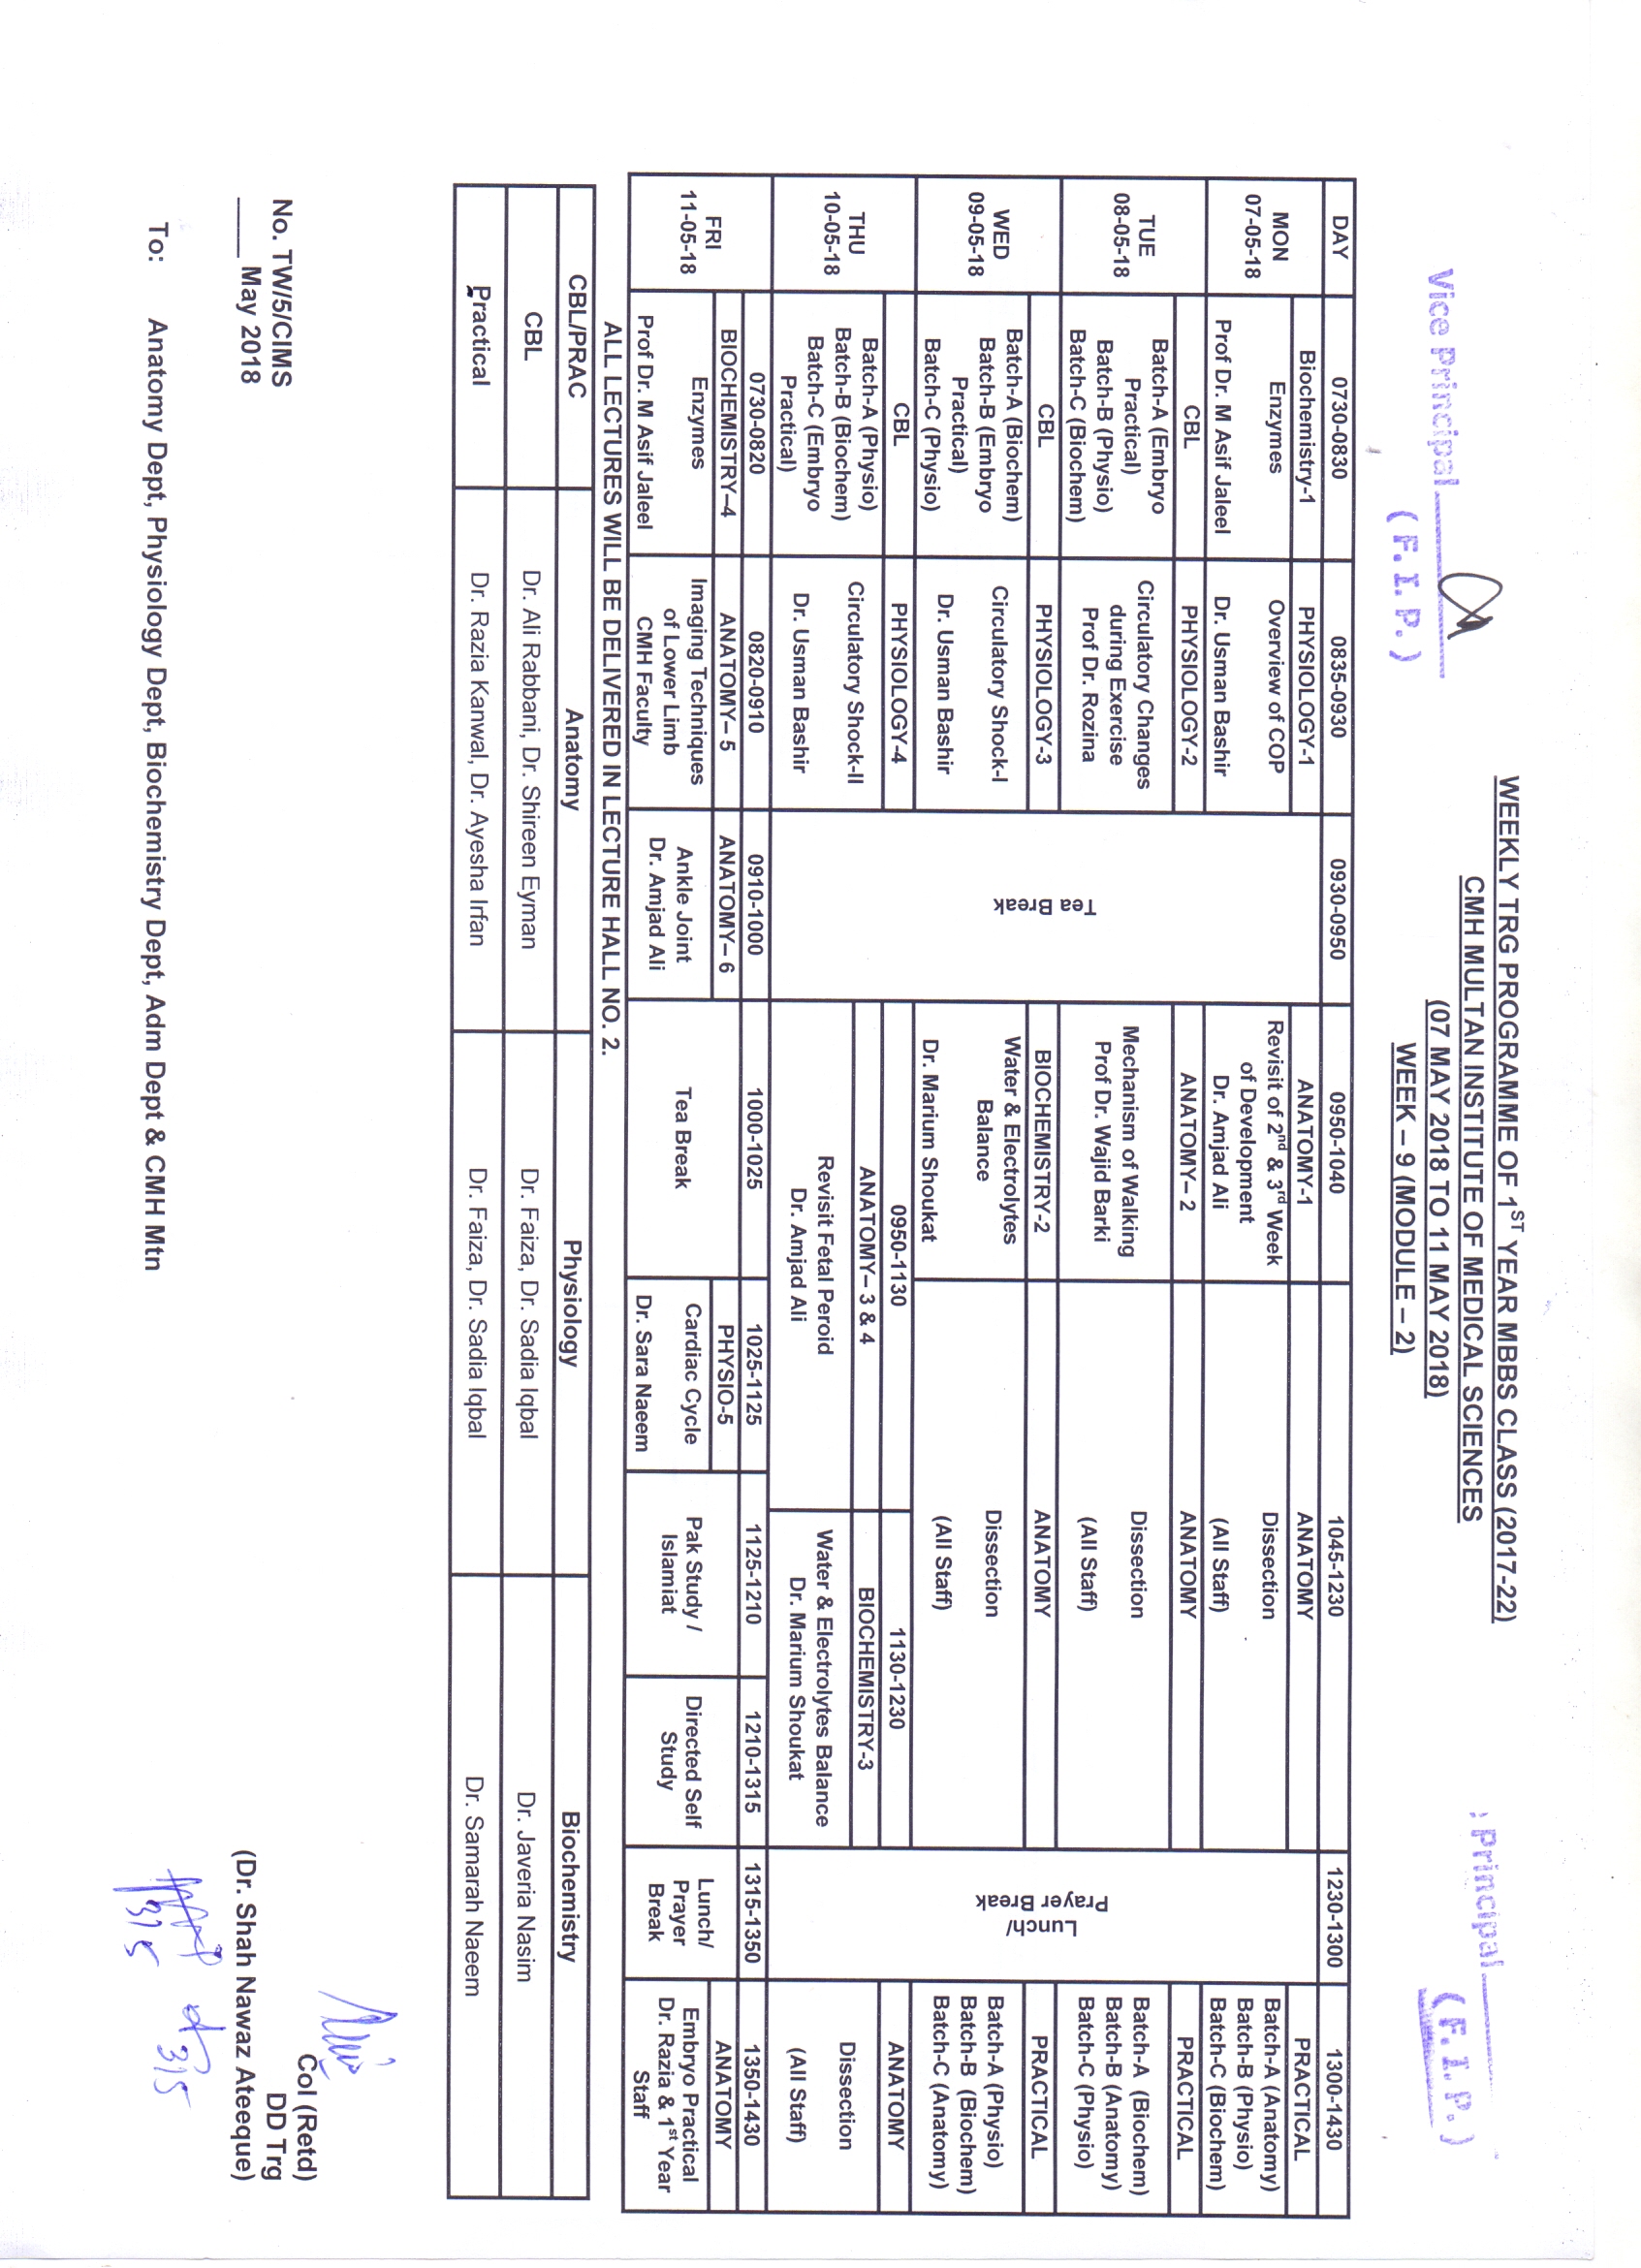 WEEKLY TRG PROGRAMME OF 1ST YEAR MBBS CLASS (2017-22)
CMH MULTAN INSTITUTE OF MEDICAL SCIENCES
(07 MAY 2018 TO 11 MAY 2018)
WEEK – 9 (MODULE – 2)
Vice Principal
( F. I. P. )
: Principal
( F. I. P. )
DAY 0730-0830 0835-0930 0930-0950 0950-1040 1045-1230 1230-1300 1300-1430
MON
07-05-18
Biochemistry-1
Enzymes
Prof Dr. M Asif Jaleel
PHYSIOLOGY-1
Overview of COP
Dr. Usman Bashir
Tea Break
ANATOMY-1
Revisit of 2nd & 3rd Week
of Development
Dr. Amjad Ali
ANATOMY
Dissection
(All Staff)
Lunch/
Prayer Break
PRACTICAL
Batch-A (Anatomy)
Batch-B (Physio)
Batch-C (Biochem)
TUE
08-05-18
CBL
Batch-A (Embryo
Practical)
Batch-B (Physio)
Batch-C (Biochem)
PHYSIOLOGY-2
Circulatory Changes
during Exercise
Prof Dr. Rozina
ANATOMY– 2
Mechanism of Walking
Prof Dr. Wajid Barki
ANATOMY
Dissection
(All Staff)
PRACTICAL
Batch-A (Biochem)
Batch-B (Anatomy)
Batch-C (Physio)
WED
09-05-18
CBL
Batch-A (Biochem)
Batch-B (Embryo
Practical)
Batch-C (Physio)
PHYSIOLOGY-3
Circulatory Shock-I
Dr. Usman Bashir
BIOCHEMISTRY-2
Water & Electrolytes
Balance
Dr. Marium Shoukat
ANATOMY
Dissection
(All Staff)
PRACTICAL
Batch-A (Physio)
Batch-B (Biochem)
Batch-C (Anatomy)
THU
10-05-18
CBL
Batch-A (Physio)
Batch-B (Biochem)
Batch-C (Embryo
Practical)
PHYSIOLOGY-4
Circulatory Shock-II
Dr. Usman Bashir
0950-1130
ANATOMY– 3 & 4
Revisit Fetal Peroid
Dr. Amjad Ali
1130-1230
BIOCHEMISTRY-3
Water & Electrolytes Balance
Dr. Marium Shoukat
ANATOMY
Dissection
(All Staff)
FRI
11-05-18
0730-0820
BIOCHEMISTRY–4
Enzymes
Prof Dr. M Asif Jaleel
0820-0910
ANATOMY– 5
Imaging Techniques
of Lower Limb
CMH Faculty
0910-1000
ANATOMY– 6
Ankle Joint
Dr. Amjad Ali
1000-1025
Tea Break
1025-1125
PHYSIO-5
Cardiac Cycle
Dr. Sara Naeem
1125-1210
Pak Study /
Islamiat
1210-1315
Directed Self
Study
1315-1350
Lunch/
Prayer
Break
1350-1430
ANATOMY
Embryo Practical
Dr. Razia & 1st Year
Staff
ALL LECTURES WILL BE DELIVERED IN LECTURE HALL NO. 2.
CBL/PRAC Anatomy Physiology Biochemistry
CBL Dr. Ali Rabbani, Dr. Shireen Eyman Dr. Faiza, Dr. Sadia Iqbal Dr. Javeria Nasim
Practical Dr. Razia Kanwal, Dr. Ayesha Irfan Dr. Faiza, Dr. Sadia Iqbal Dr. Samarah Naeem
Col (Retd)
DD Trg
(Dr. Shah Nawaz Ateeque)
No. TW/5/CIMS
____ May 2018
315
315
To: Anatomy Dept, Physiology Dept, Biochemistry Dept, Adm Dept & CMH Mtn